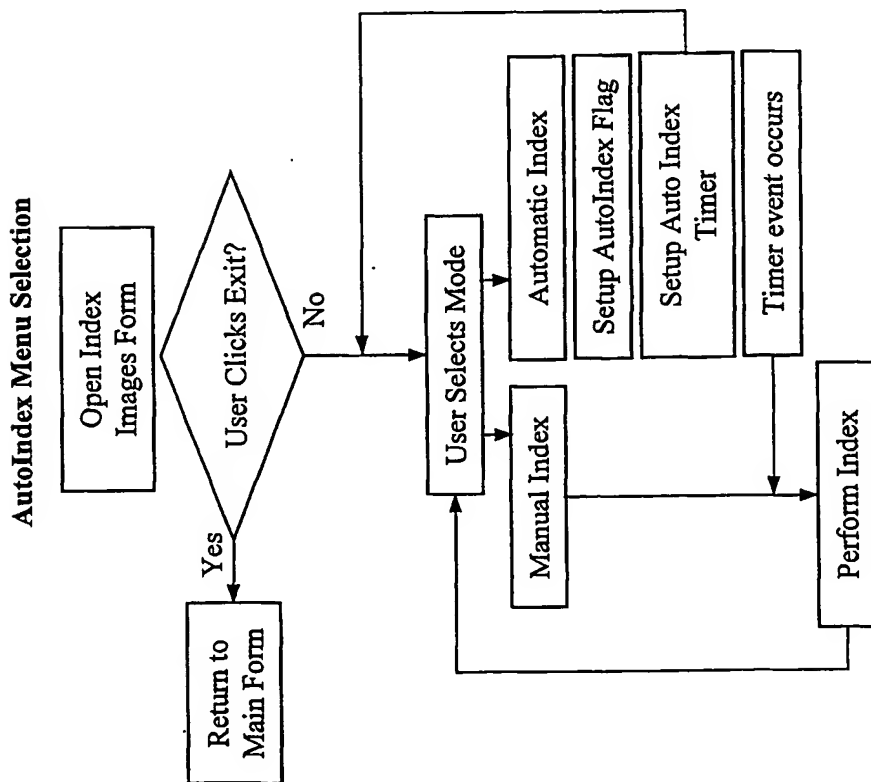 AutoIndex Menu Selection
Open Index
Images Form
User Clicks Exit?
Yes
No
Return to
Main Form
User Selects Mode
Manual Index
Automatic Index
Setup AutoIndex Flag
Setup Auto Index
Timer
Timer event occurs
Perform Index